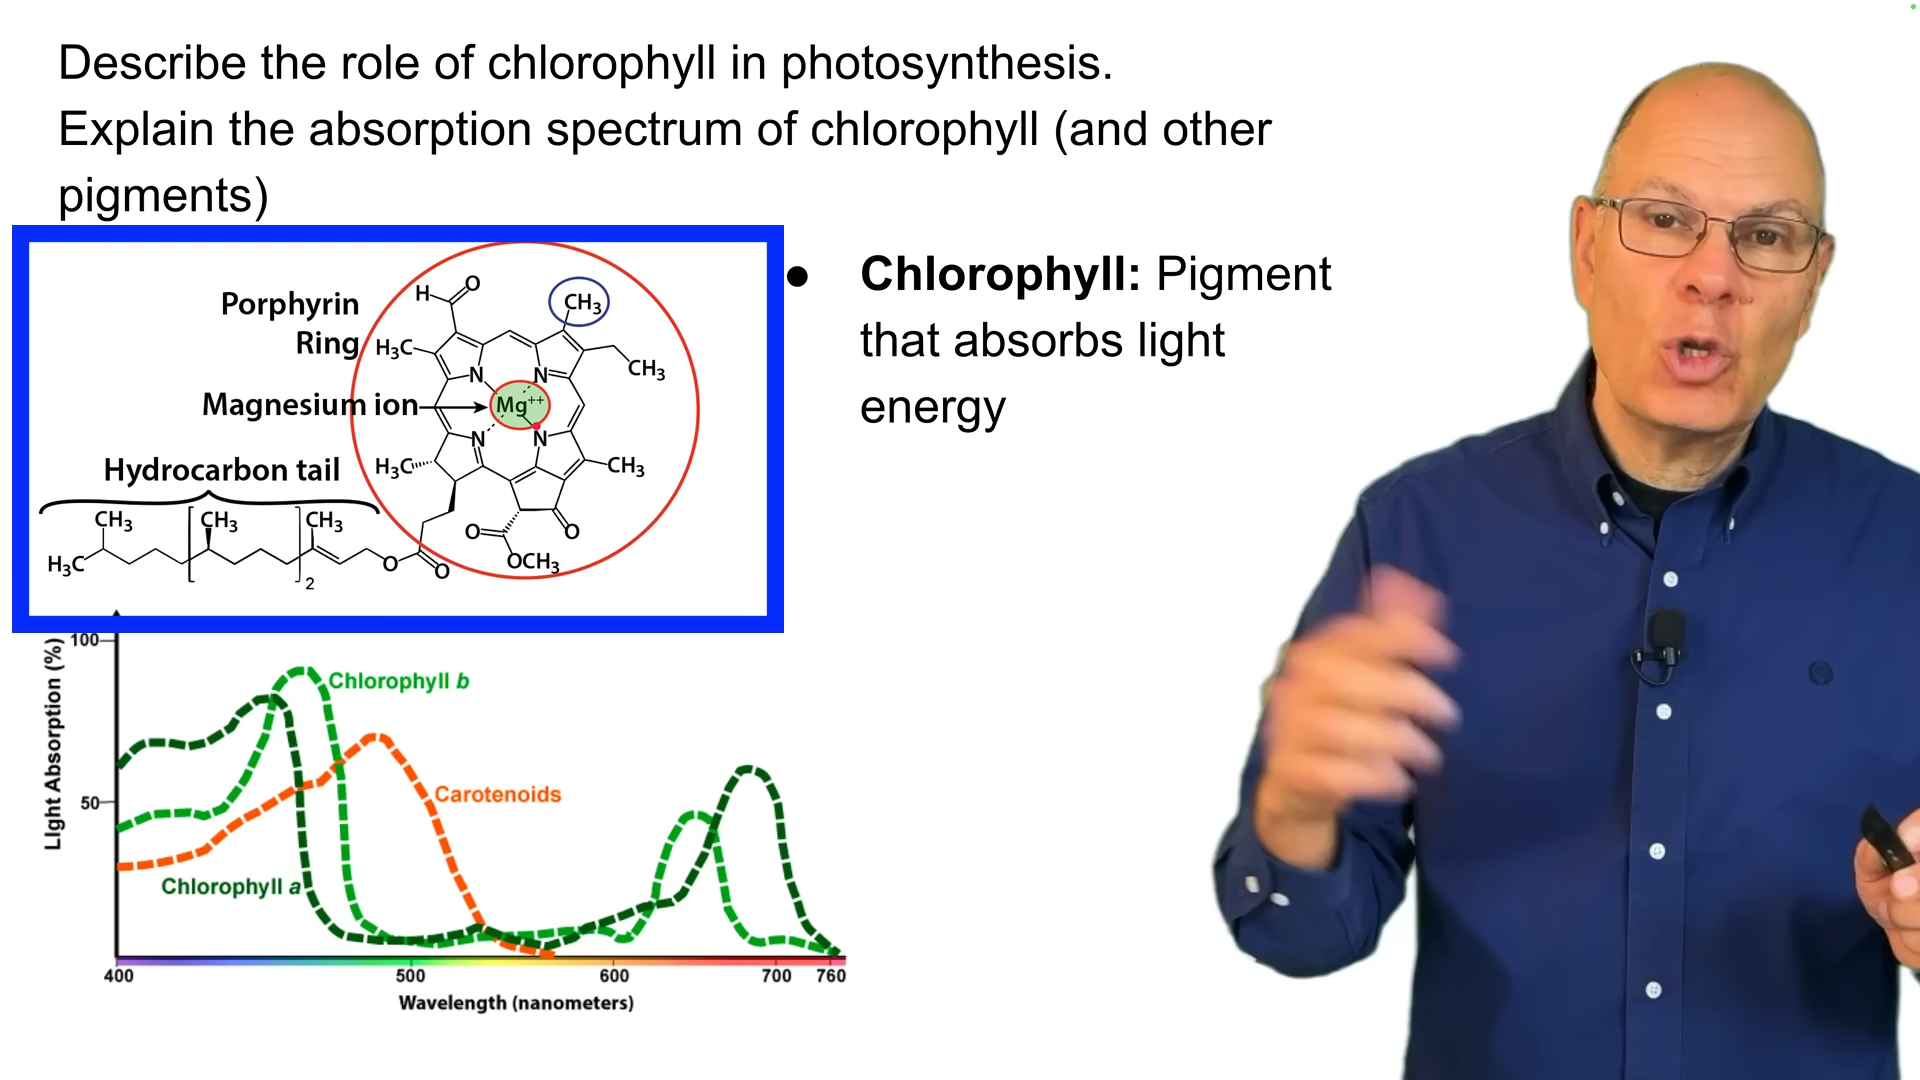 Describe the role of chlorophyll in photosynthesis.
Explain the absorption spectrum of chlorophyll (and other
pigments)
● Chlorophyll: Pigment
that absorbs light
energy
Porphyrin
Ring
Magnesium ion
Hydrocarbon tail
H
O
CH3
H3C
CH3
N
N
Mg++
N
N
H3C
CH3
O
O
OCH3
CH3
CH3
CH3
H3C
2
O
O
LIght Absorption (%)
100
50
Chlorophyll b
Carotenoids
Chlorophyll a
400
500
600
700
760
Wavelength (nanometers)